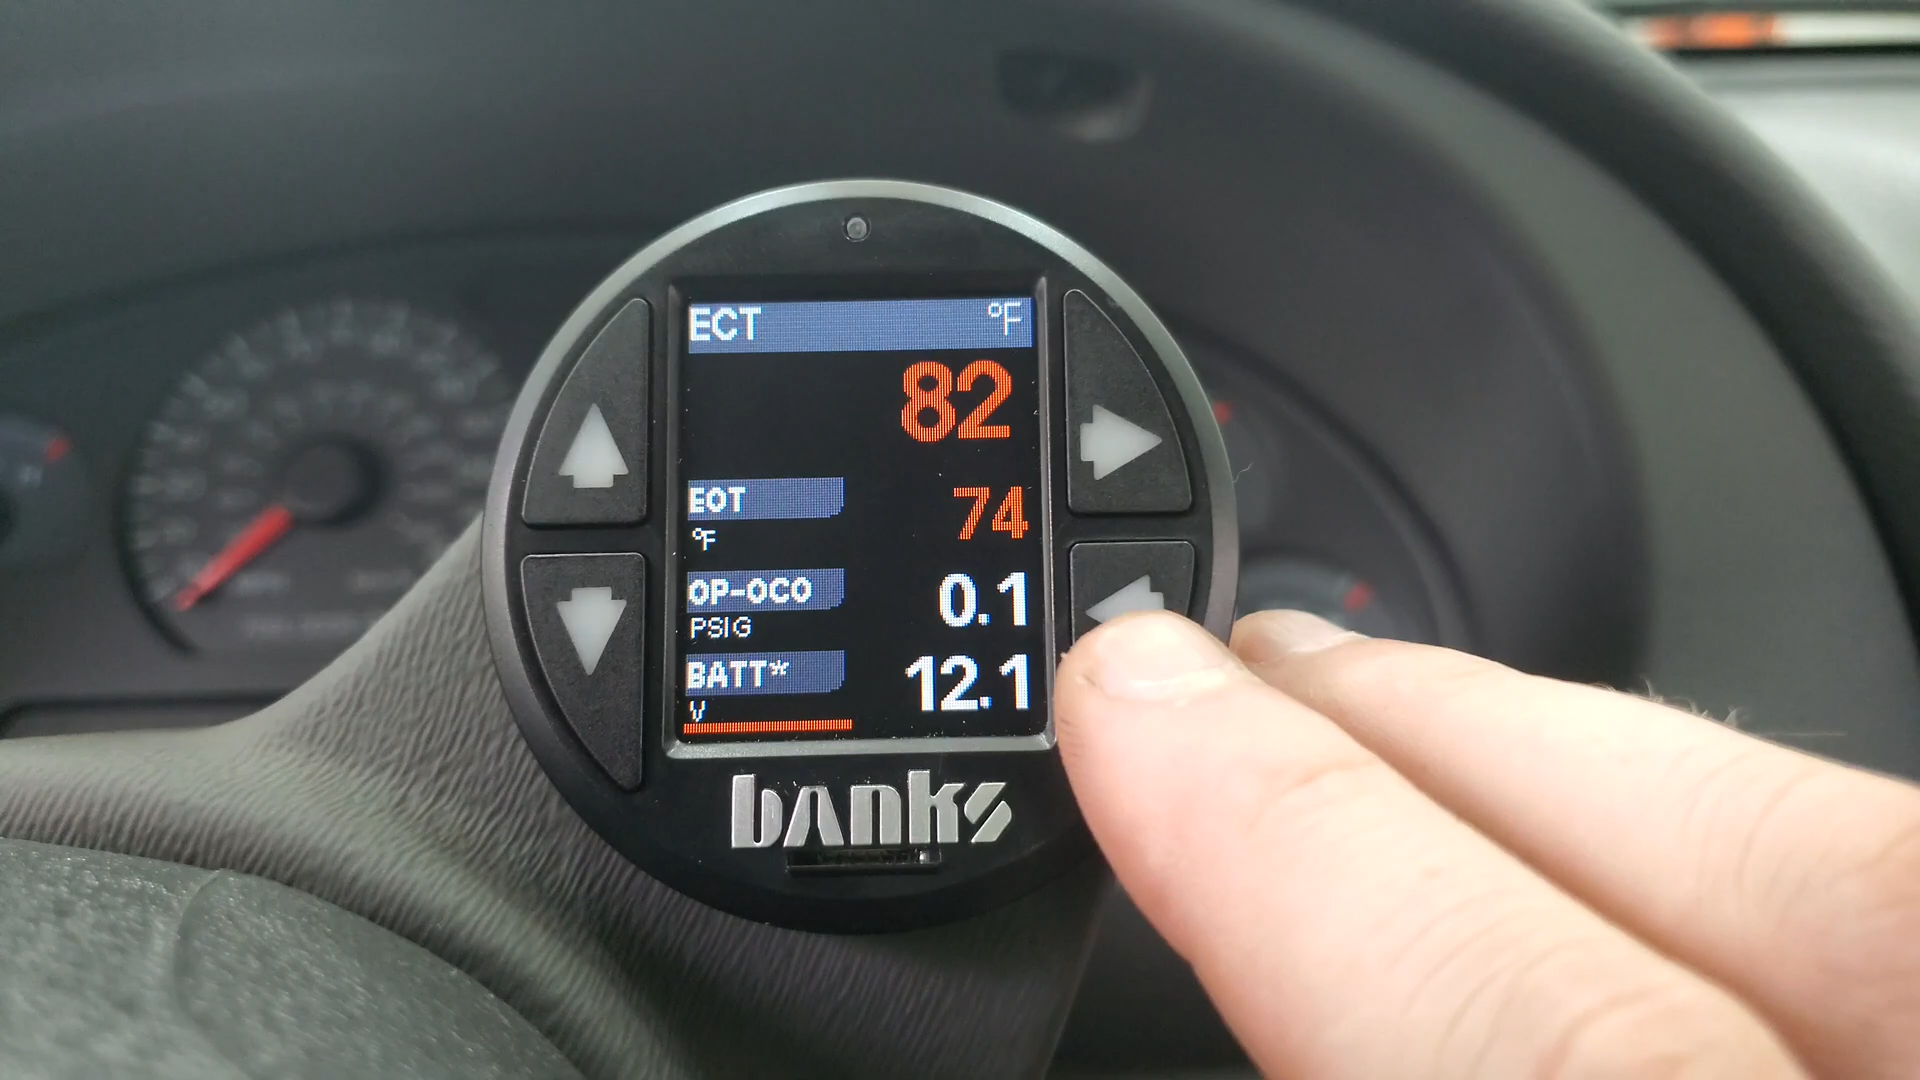 ECT °F
82
EOT 74
°F
OP-OCO 0.1
PSIG
BATT* 12.1
V
banks